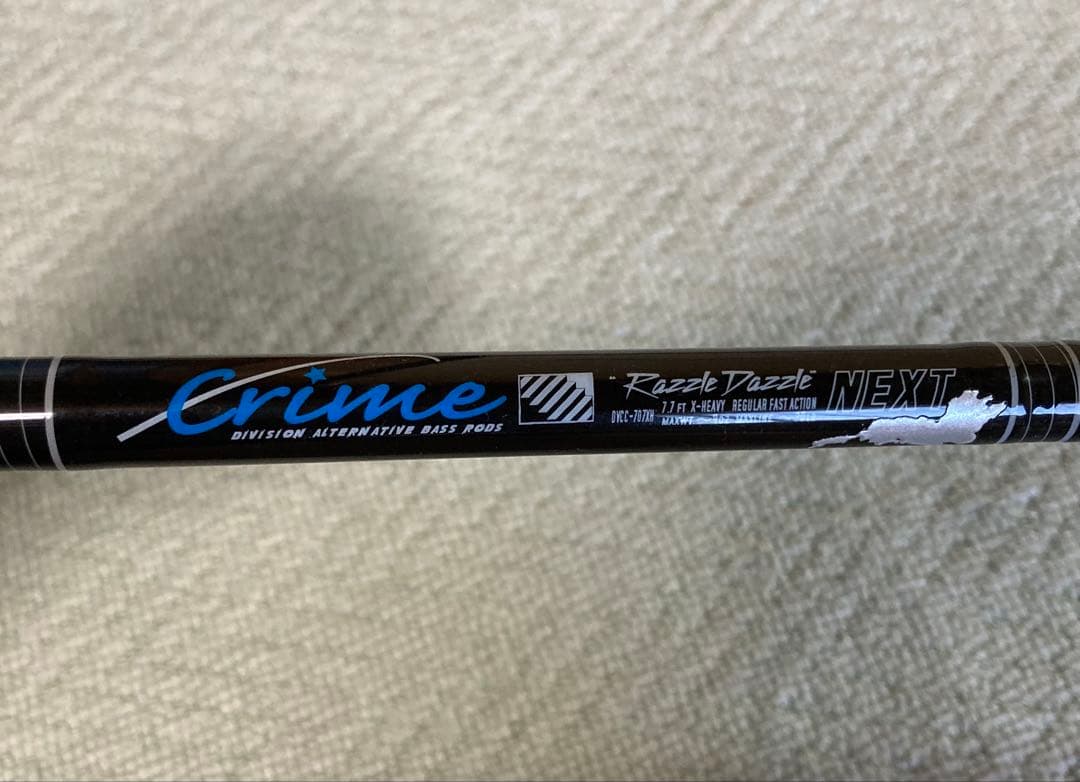 Crime
DIVISION ALTERNATIVE BASS RODS
"Razzle Dazzle" NEXT
7.7 FT X-HEAVY REGULAR FAST ACTION
DVCC-707XH